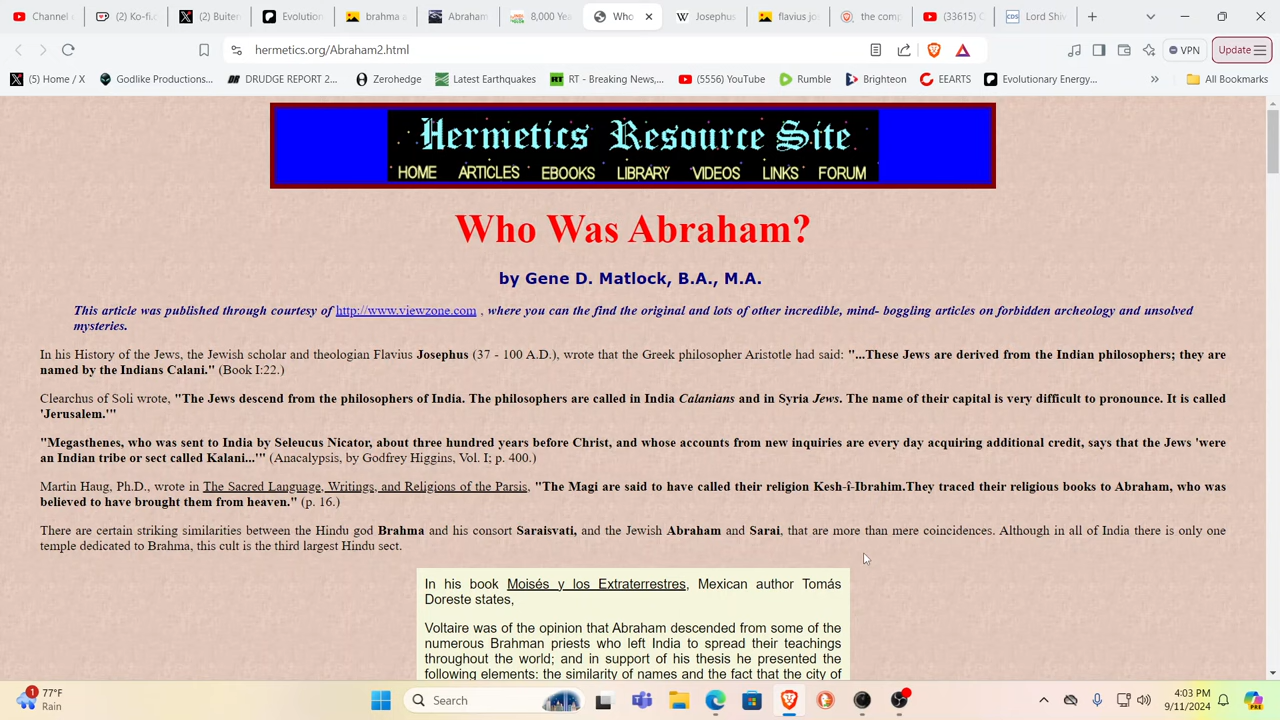 Channel c
(2) Ko-fi.c
(2) Buiten
Evolution
brahma a
Abraham
8,000 Yea
Who
Josephus
flavius jo
the comp
(33615) C
Lord Shiv
hermetics.org/Abraham2.html
VPN
Update
(5) Home / X
Godlike Productions...
DRUDGE REPORT 2...
Zerohedge
Latest Earthquakes
RT - Breaking News,...
(5555) YouTube
Rumble
Brighteon
EEARTS
Evolutionary Energy...
All Bookmarks
Hermetics Resource Site
HOME ARTICLES EBOOKS LIBRARY VIDEOS LINKS FORUM
Who Was Abraham?
by Gene D. Matlock, B.A., M.A.
This article was published through courtesy of http://www.viewzone.com , where you can the find the original and lots of other incredible, mind- boggling articles on forbidden archeology and unsolved
mysteries.
In his History of the Jews, the Jewish scholar and theologian Flavius Josephus (37 - 100 A.D.), wrote that the Greek philosopher Aristotle had said: "...These Jews are derived from the Indian philosophers; they are
named by the Indians Calani." (Book I:22.)
Clearchus of Soli wrote, "The Jews descend from the philosophers of India. The philosophers are called in India Calanians and in Syria Jews. The name of their capital is very difficult to pronounce. It is called
'Jerusalem.'"
"Megasthenes, who was sent to India by Seleucus Nicator, about three hundred years before Christ, and whose accounts from new inquiries are every day acquiring additional credit, says that the Jews 'were
an Indian tribe or sect called Kalani...'" (Anacalypsis, by Godfrey Higgins, Vol. I; p. 400.)
Martin Haug, Ph.D., wrote in The Sacred Language, Writings, and Religions of the Parsis, "The Magi are said to have called their religion Kesh-î-Ibrahim.They traced their religious books to Abraham, who was
believed to have brought them from heaven." (p. 16.)
There are certain striking similarities between the Hindu god Brahma and his consort Saraisvati, and the Jewish Abraham and Sarai, that are more than mere coincidences. Although in all of India there is only one
temple dedicated to Brahma, this cult is the third largest Hindu sect.
In his book Moisés y los Extraterrestres, Mexican author Tomás
Doreste states,
Voltaire was of the opinion that Abraham descended from some of the
numerous Brahman priests who left India to spread their teachings
throughout the world; and in support of his thesis he presented the
following elements: the similarity of names and the fact that the city of
1
77°F
Rain
Search
4:03 PM
9/11/2024